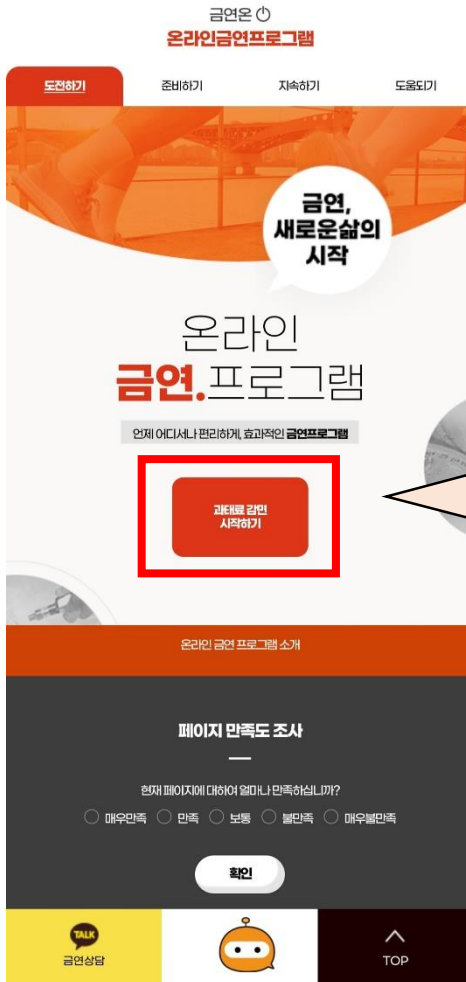 금연온
온라인금연프로그램
도전하기 준비하기 지속하기 도움되기
금연,
새로운삶의
시작
온라인
금연.프로그램
언제 어디서나 편리하게, 효과적인 금연프로그램
과태료 감면
시작하기
온라인 금연 프로그램 소개
페이지 만족도 조사
현재 페이지에 대하여 얼마나 만족하십니까?
매우만족 만족 보통 불만족 매우불만족
확인
TALK
금연상담
TOP